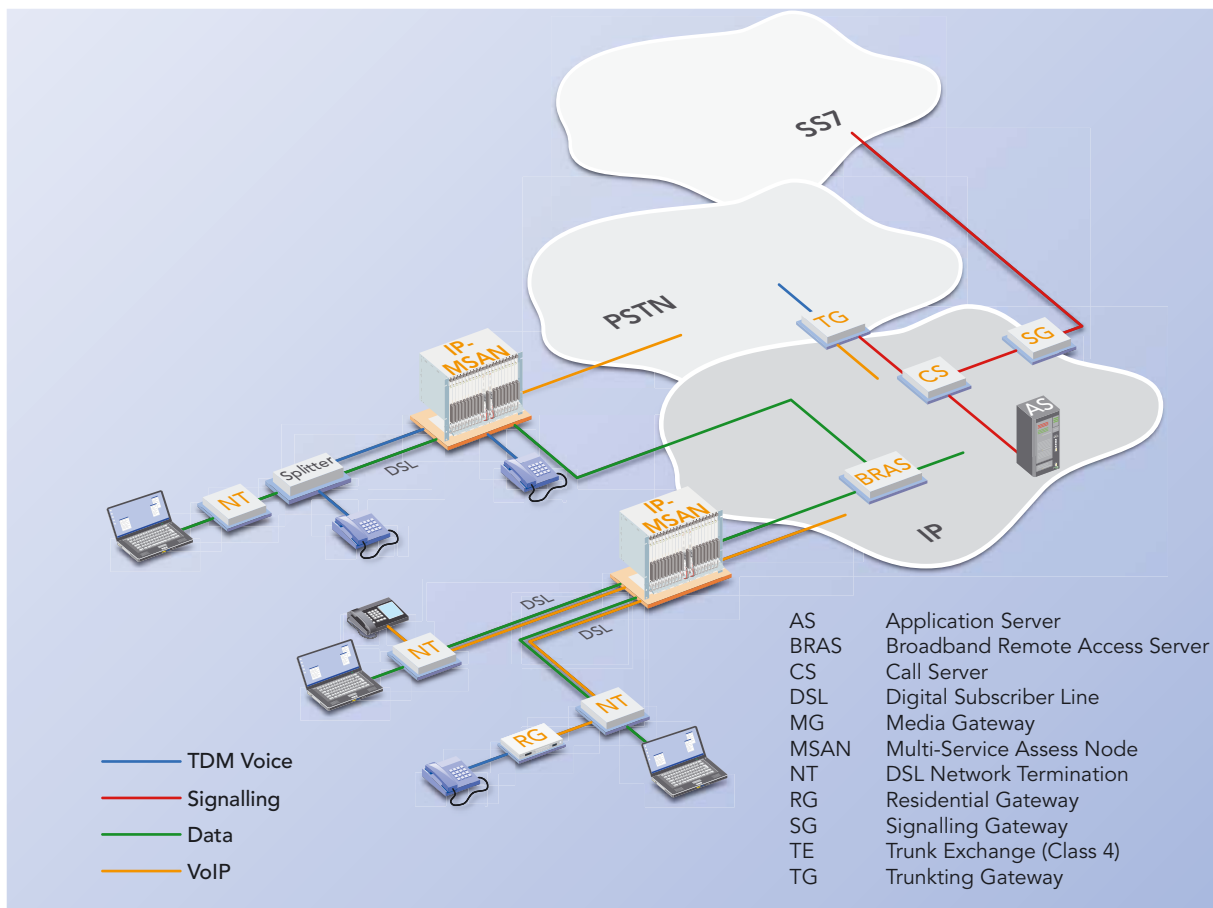 SS7
PSTN
TG
SG
CS
AS
IP-
MSAN
Splitter
DSL
NT
BRAS
IP-
MSAN
IP
DSL
DSL
NT
NT
RG
TDM Voice
Signalling
Data
VoIP
AS Application Server
BRAS Broadband Remote Access Server
CS Call Server
DSL Digital Subscriber Line
MG Media Gateway
MSAN Multi-Service Assess Node
NT DSL Network Termination
RG Residential Gateway
SG Signalling Gateway
TE Trunk Exchange (Class 4)
TG Trunkting Gateway